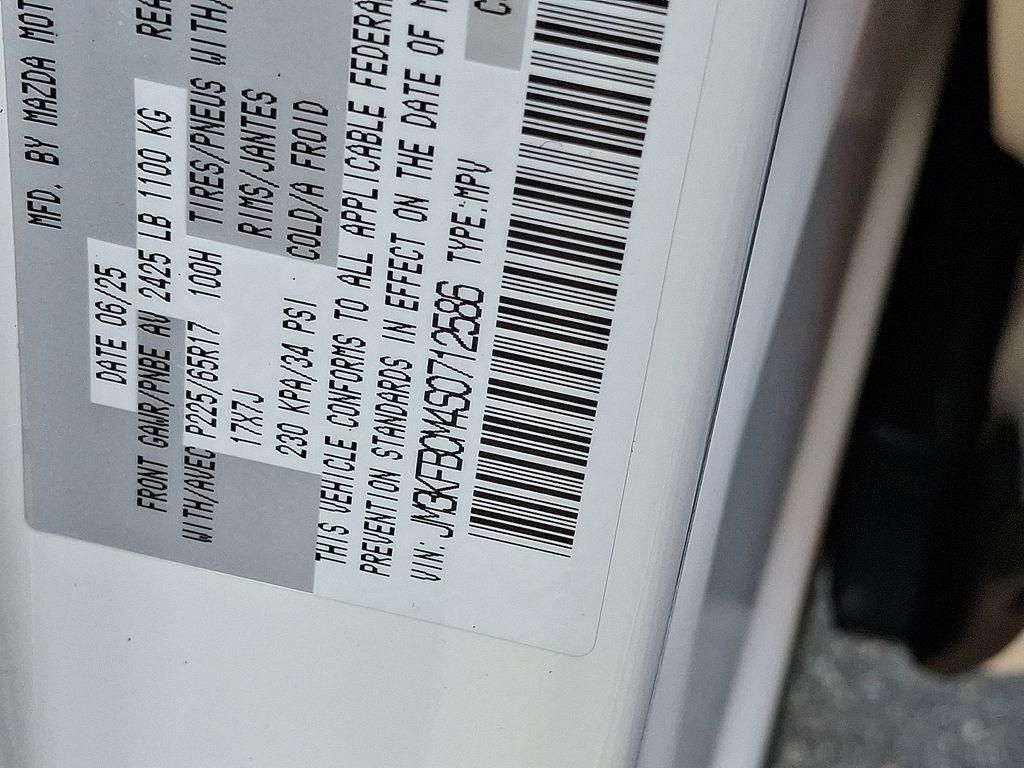 MFD. BY MAZDA MOT
DATE 06/25
FRONT GAWR/PNBE AV 2425 LB 1100 KG REA
WITH/AVEC P225/65R17 100H TIRES/PNEUS WITH/
17X7J RIMS/JANTES
230 KPA/34 PSI COLD/A FROID
THIS VEHICLE CONFORMS TO ALL APPLICABLE FEDERA
PREVENTION STANDARDS IN EFFECT ON THE DATE OF M
VIN: JM3KFBCM4S0712586 TYPE:MPV C